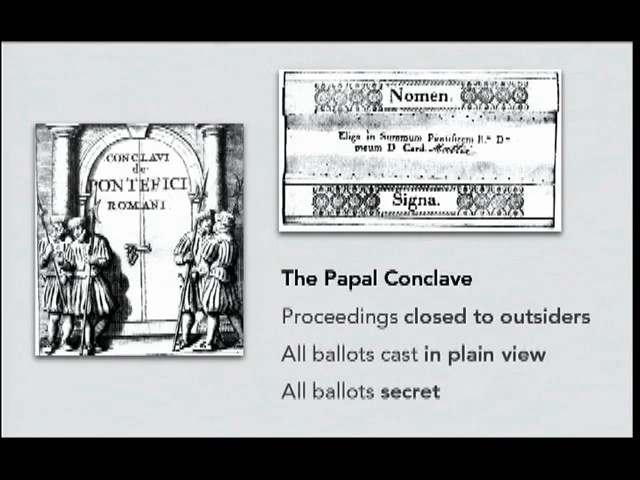 CONCLAVI
de'
PONTEFICI
ROMANI.
Nomen.
Eligo in Summum Pontificem R.m D-
meum D Card.
Signa.
The Papal Conclave
Proceedings closed to outsiders
All ballots cast in plain view
All ballots secret